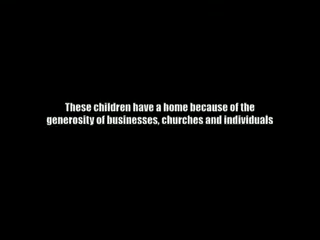 These children have a home because of the
generosity of businesses, churches and individuals